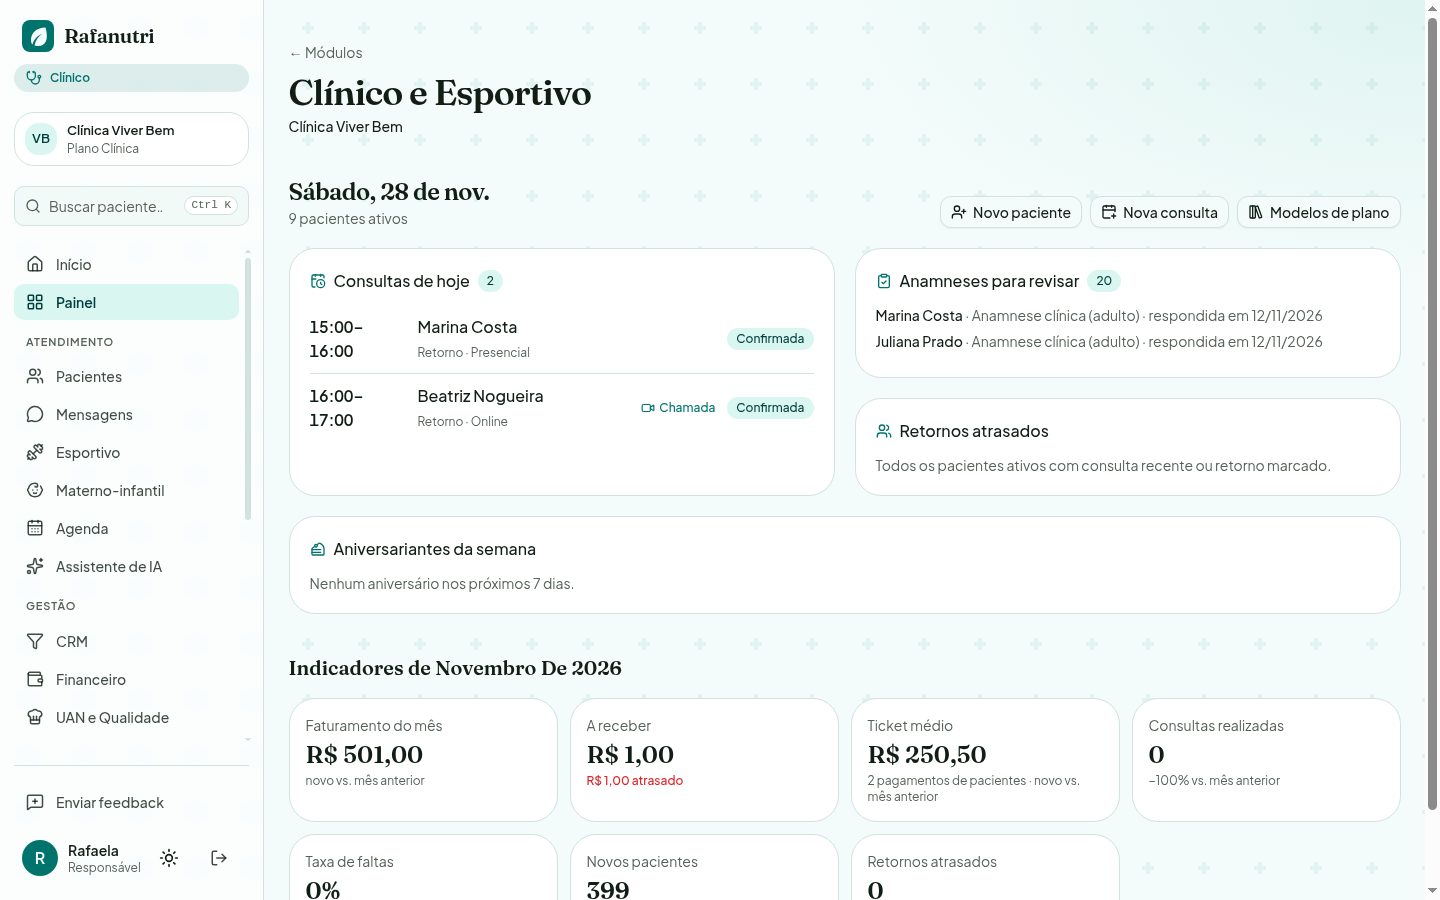 Rafanutri
Clínico
VB
Clínica Viver Bem
Plano Clínica
Buscar paciente..
Ctrl K
Início
Painel
ATENDIMENTO
Pacientes
Mensagens
Esportivo
Materno-infantil
Agenda
Assistente de IA
GESTÃO
CRM
Financeiro
UAN e Qualidade
Enviar feedback
R
Rafaela
Responsável
← Módulos
Clínico e Esportivo
Clínica Viver Bem
Sábado, 28 de nov.
9 pacientes ativos
Novo paciente
Nova consulta
Modelos de plano
Consultas de hoje 2
15:00–
16:00
Marina Costa
Retorno · Presencial
Confirmada
16:00–
17:00
Beatriz Nogueira
Retorno · Online
Chamada
Confirmada
Anamneses para revisar 20
Marina Costa · Anamnese clínica (adulto) · respondida em 12/11/2026
Juliana Prado · Anamnese clínica (adulto) · respondida em 12/11/2026
Retornos atrasados
Todos os pacientes ativos com consulta recente ou retorno marcado.
Aniversariantes da semana
Nenhum aniversário nos próximos 7 dias.
Indicadores de Novembro De 2026
Faturamento do mês
R$ 501,00
novo vs. mês anterior
A receber
R$ 1,00
R$ 1,00 atrasado
Ticket médio
R$ 250,50
2 pagamentos de pacientes · novo vs.
mês anterior
Consultas realizadas
0
−100% vs. mês anterior
Taxa de faltas
0%
Novos pacientes
399
Retornos atrasados
0